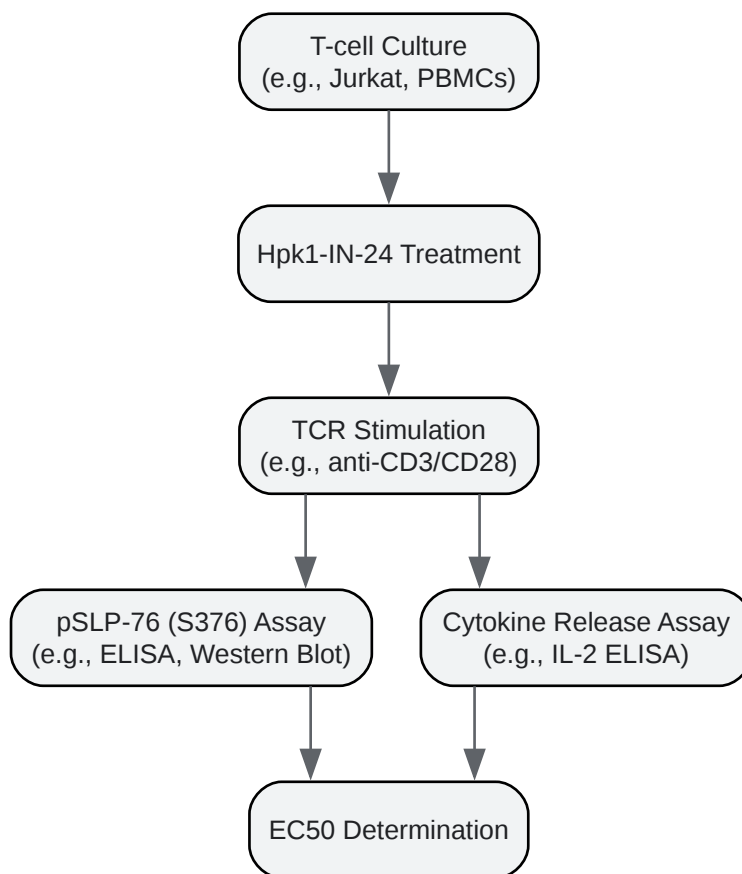 T-cell Culture
(e.g., Jurkat, PBMCs)
Hpk1-IN-24 Treatment
TCR Stimulation
(e.g., anti-CD3/CD28)
pSLP-76 (S376) Assay
(e.g., ELISA, Western Blot)
Cytokine Release Assay
(e.g., IL-2 ELISA)
EC50 Determination